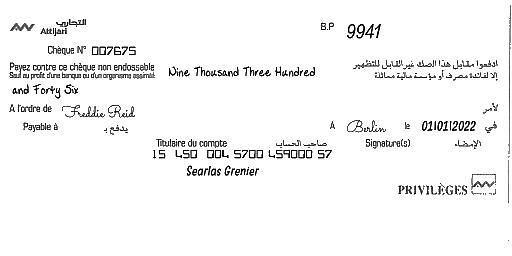 التجاري
Attijari
B.P 9941
Chèque N° 007675
Payez contre ce chèque non endossable
Sauf au profit d'une banque ou d'un organisme assimilé
Nine Thousand Three Hundred
ادفعوا مقابل هذا الصك غير القابل للتظهير
إلا لفائدة مصرف أو مؤسسة مالية مماثلة
and Forty Six
A l'ordre de Freddie Reid لأمر
Payable à يدفع بـ
A Berlin le 01/01/2022 في
Titulaire du compte صاحب الحساب
Signature(s) الإمضاء
15 450 004 5700 459000 57
Searlas Grenier
PRIVILÈGES